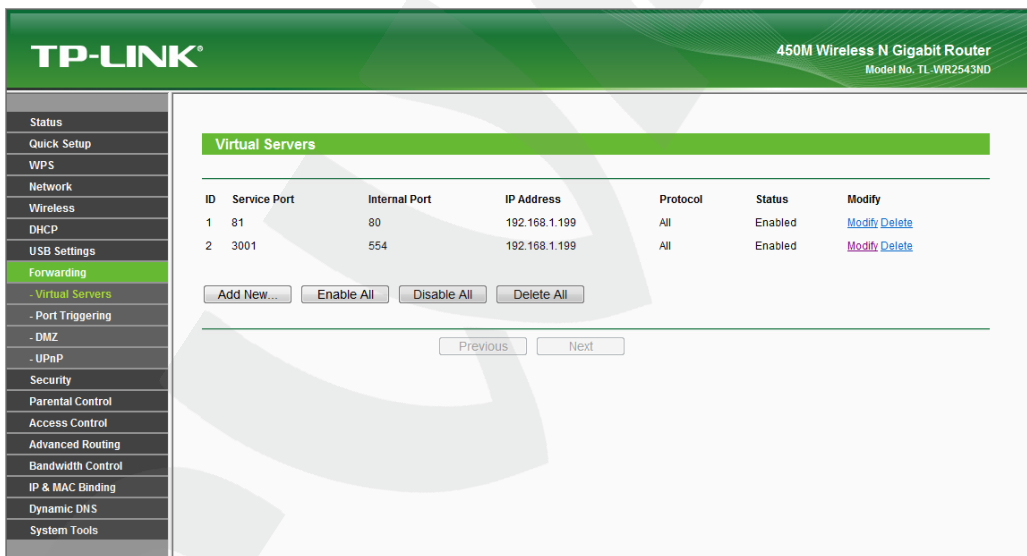 TP-LINK®
450M Wireless N Gigabit Router
Model No. TL-WR2543ND
Status
Quick Setup
WPS
Network
Wireless
DHCP
USB Settings
Forwarding
- Virtual Servers
- Port Triggering
- DMZ
- UPnP
Security
Parental Control
Access Control
Advanced Routing
Bandwidth Control
IP & MAC Binding
Dynamic DNS
System Tools
Virtual Servers
ID Service Port Internal Port IP Address Protocol Status Modify
1 81 80 192.168.1.199 All Enabled Modify Delete
2 3001 554 192.168.1.199 All Enabled Modify Delete
Add New... Enable All Disable All Delete All
Previous Next